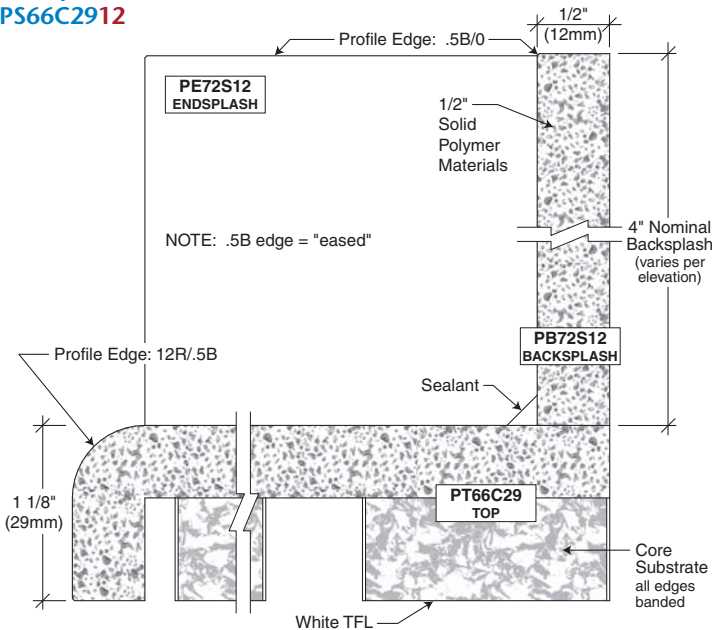 PS66C2912
1/2"
(12mm)
Profile Edge: .5B/0
PE72S12
ENDSPLASH
1/2"
Solid
Polymer
Materials
NOTE: .5B edge = "eased"
4" Nominal
Backsplash
(varies per
elevation)
PB72S12
BACKSPLASH
Profile Edge: 12R/.5B
Sealant
1 1/8"
(29mm)
PT66C29
TOP
Core
Substrate
all edges
banded
White TFL